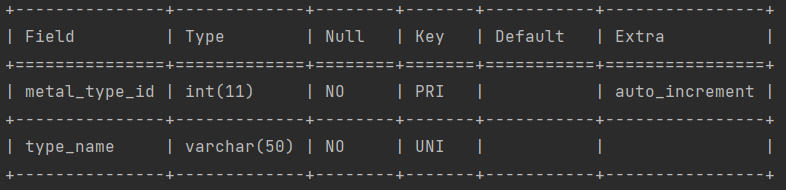 +---------------+-------------+--------+-------+-----------+----------------+
| Field         | Type        | Null   | Key   | Default   | Extra          |
+===============+=============+========+=======+===========+================+
| metal_type_id | int(11)     | NO     | PRI   |           | auto_increment |
+---------------+-------------+--------+-------+-----------+----------------+
| type_name     | varchar(50) | NO     | UNI   |           |                |
+---------------+-------------+--------+-------+-----------+----------------+